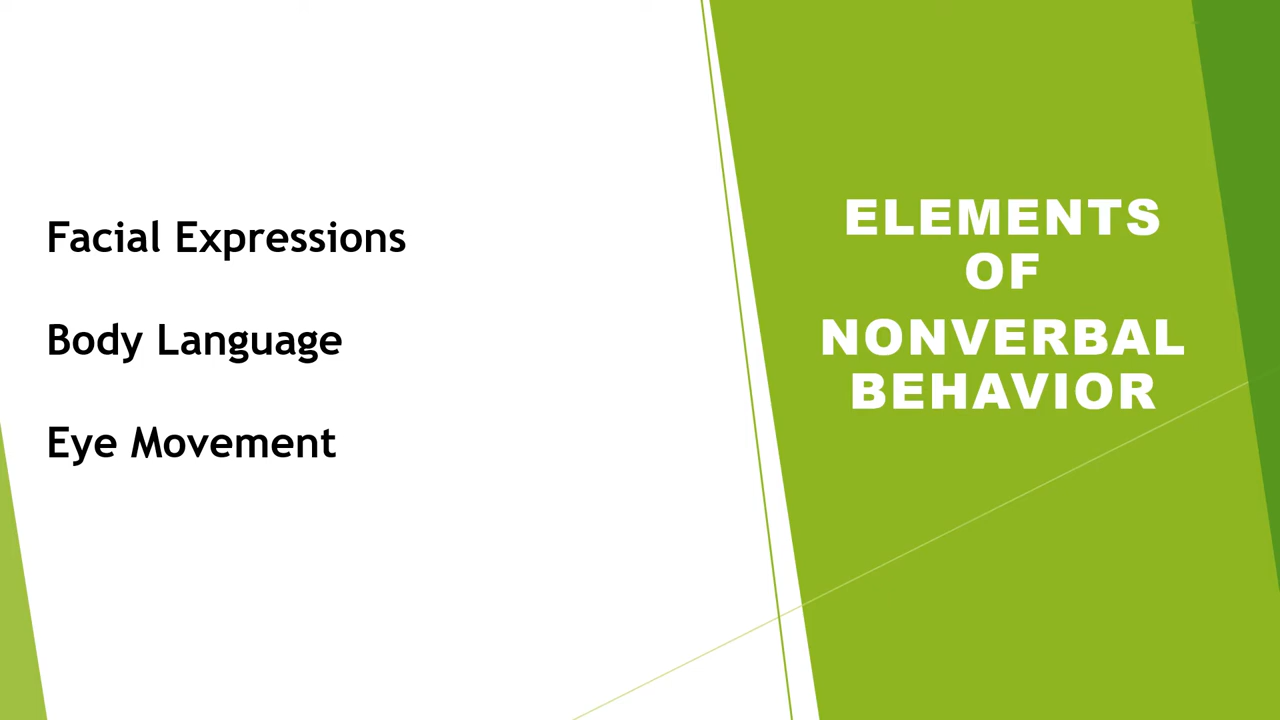 Facial Expressions
Body Language
Eye Movement
ELEMENTS
OF
NONVERBAL
BEHAVIOR